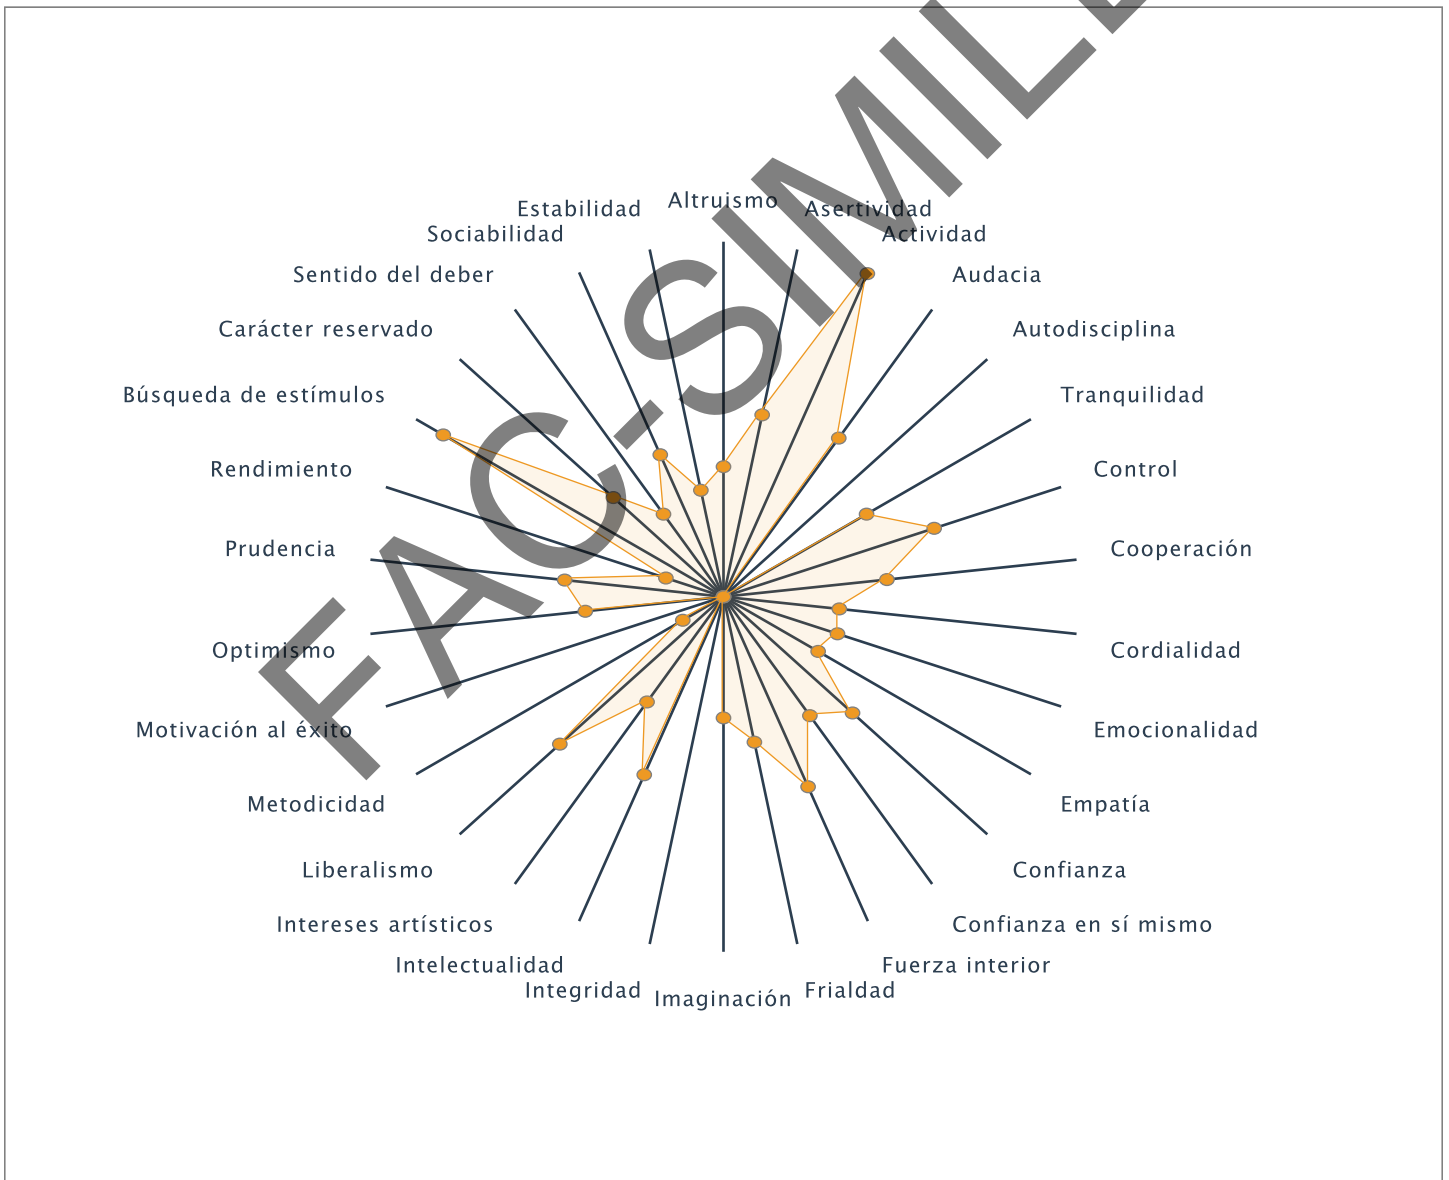 Altruismo
Asertividad
Actividad
Audacia
Autodisciplina
Tranquilidad
Control
Cooperación
Cordialidad
Emocionalidad
Empatía
Confianza
Confianza en sí mismo
Fuerza interior
Frialdad
Imaginación
Integridad
Intelectualidad
Intereses artísticos
Liberalismo
Metodicidad
Motivación al éxito
Optimismo
Prudencia
Rendimiento
Búsqueda de estímulos
Carácter reservado
Sentido del deber
Sociabilidad
Estabilidad
FAC-SIMILE